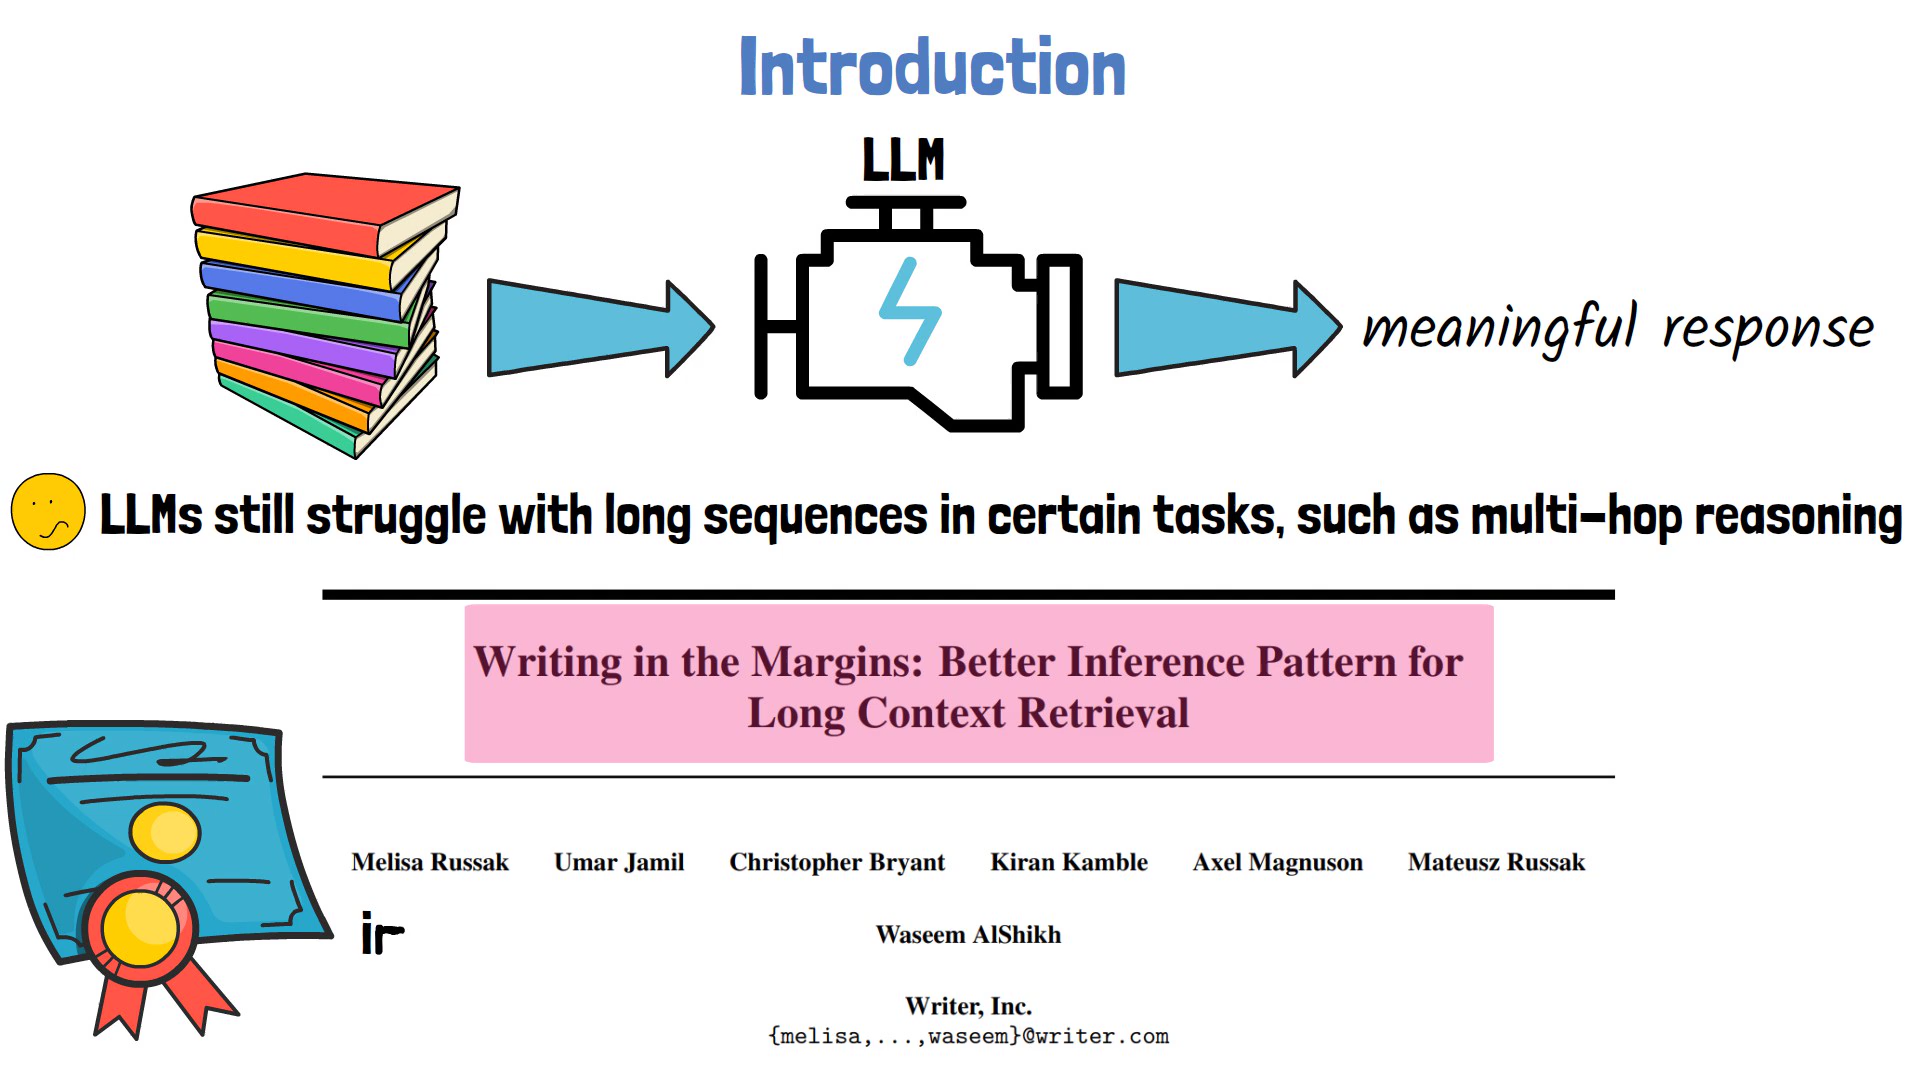 Introduction
LLM
meaningful response
LLMs still struggle with long sequences in certain tasks, such as multi-hop reasoning
Writing in the Margins: Better Inference Pattern for
Long Context Retrieval
Melisa Russak Umar Jamil Christopher Bryant Kiran Kamble Axel Magnuson Mateusz Russak
ir
Waseem AlShikh
Writer, Inc.
{melisa,...,waseem}@writer.com